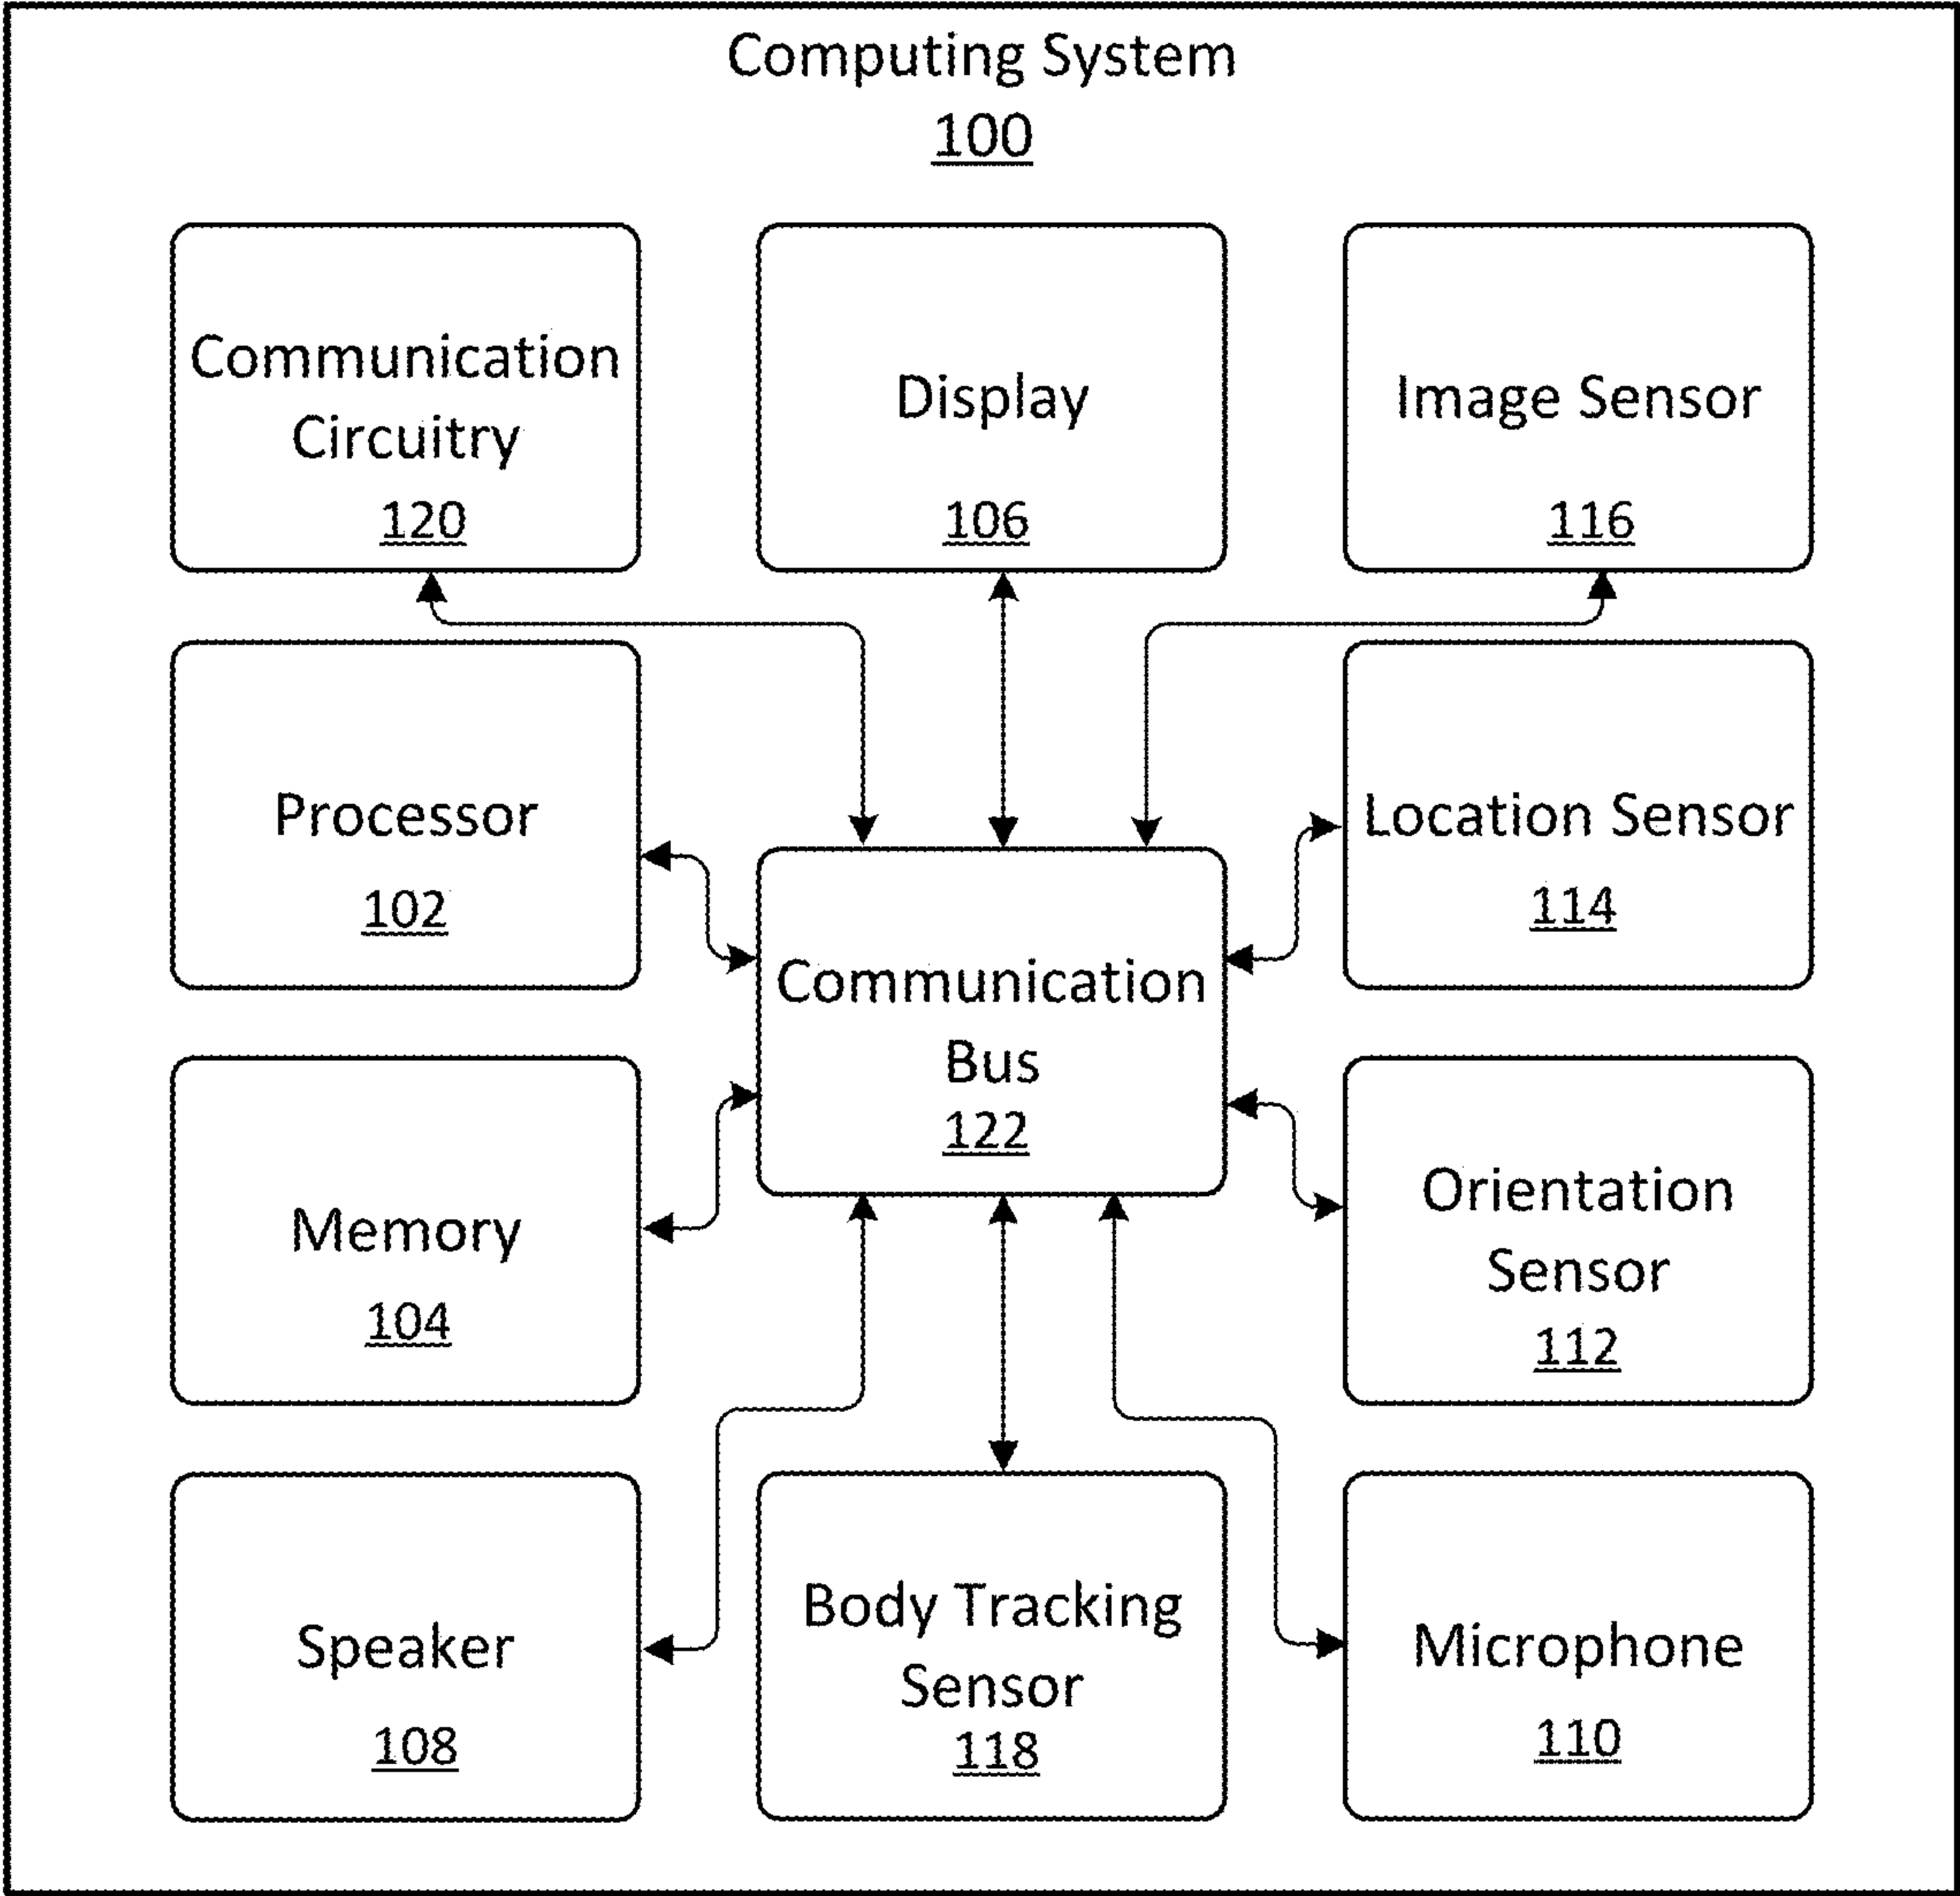 Computing System
100
Communication
Circuitry
120
Display
106
Image Sensor
116
Processor
102
Location Sensor
114
Communication
Bus
122
Memory
104
Orientation
Sensor
112
Speaker
108
Body Tracking
Sensor
118
Microphone
110